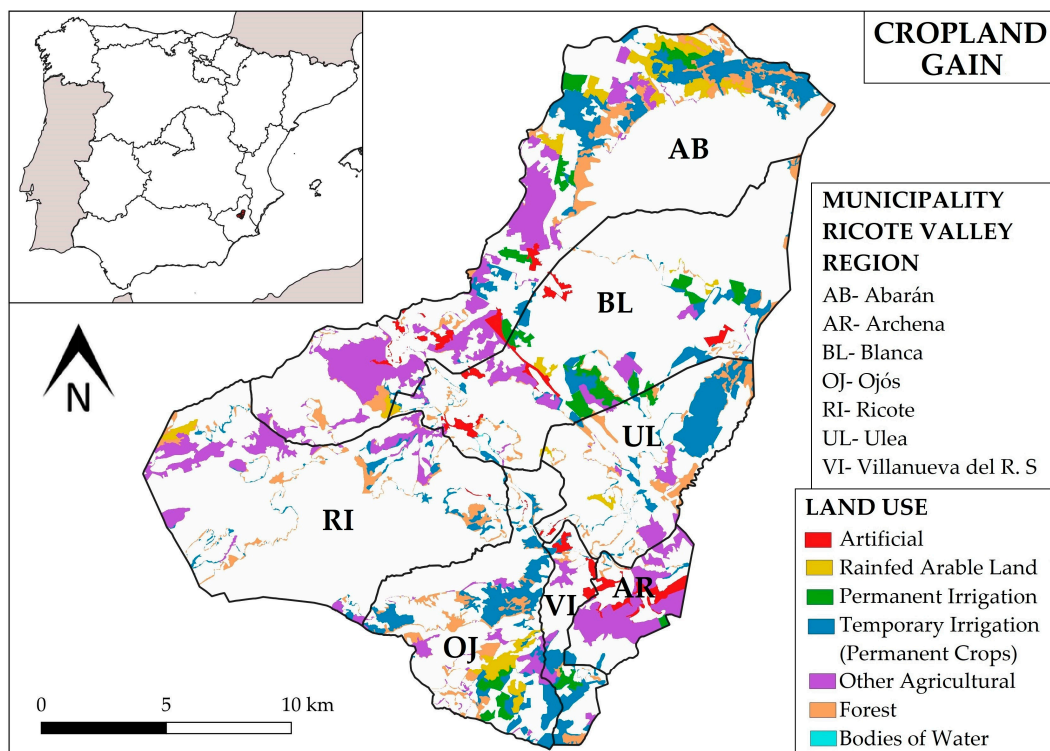 CROPLAND
GAIN
AB
MUNICIPALITY
RICOTE VALLEY
REGION
AB- Abarán
AR- Archena
BL- Blanca
OJ- Ojós
RI- Ricote
UL- Ulea
VI- Villanueva del R. S
BL
N
UL
RI
LAND USE
Artificial
Rainfed Arable Land
Permanent Irrigation
Temporary Irrigation
(Permanent Crops)
Other Agricultural
Forest
Bodies of Water
AR
VI
OJ
0 5 10 km